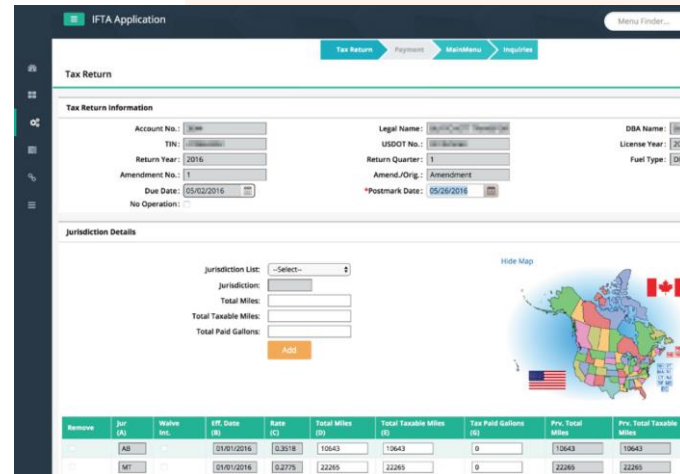 IFTA Application
Menu Finder...
Tax Return Payment MainMenu Inquiries
Tax Return
Tax Return Information
Account No.: Legal Name: DBA Name:
TIN: USDOT No.: License Year: 20
Return Year: 2016 Return Quarter: 1 Fuel Type:
Amendment No.: 1 Amend./Orig.: Amendment
Due Date: 05/02/2016 *Postmark Date: 05/26/2016
No Operation:
Jurisdiction Details
Hide Map
Jurisdiction List: --Select--
Jurisdiction:
Total Miles:
Total Taxable Miles:
Total Paid Gallons:
Add
Remove Jur (A) Waive Int. Eff. Date (B) Rate (C) Total Miles (D) Total Taxable Miles (E) Tax Paid Gallons (G) Prv. Total Miles Prv. Total Taxable Miles
AB 01/01/2016 0.3518 10643 10643 0 10643 10643
MT 01/01/2016 0.2775 22265 22265 0 22265 22265